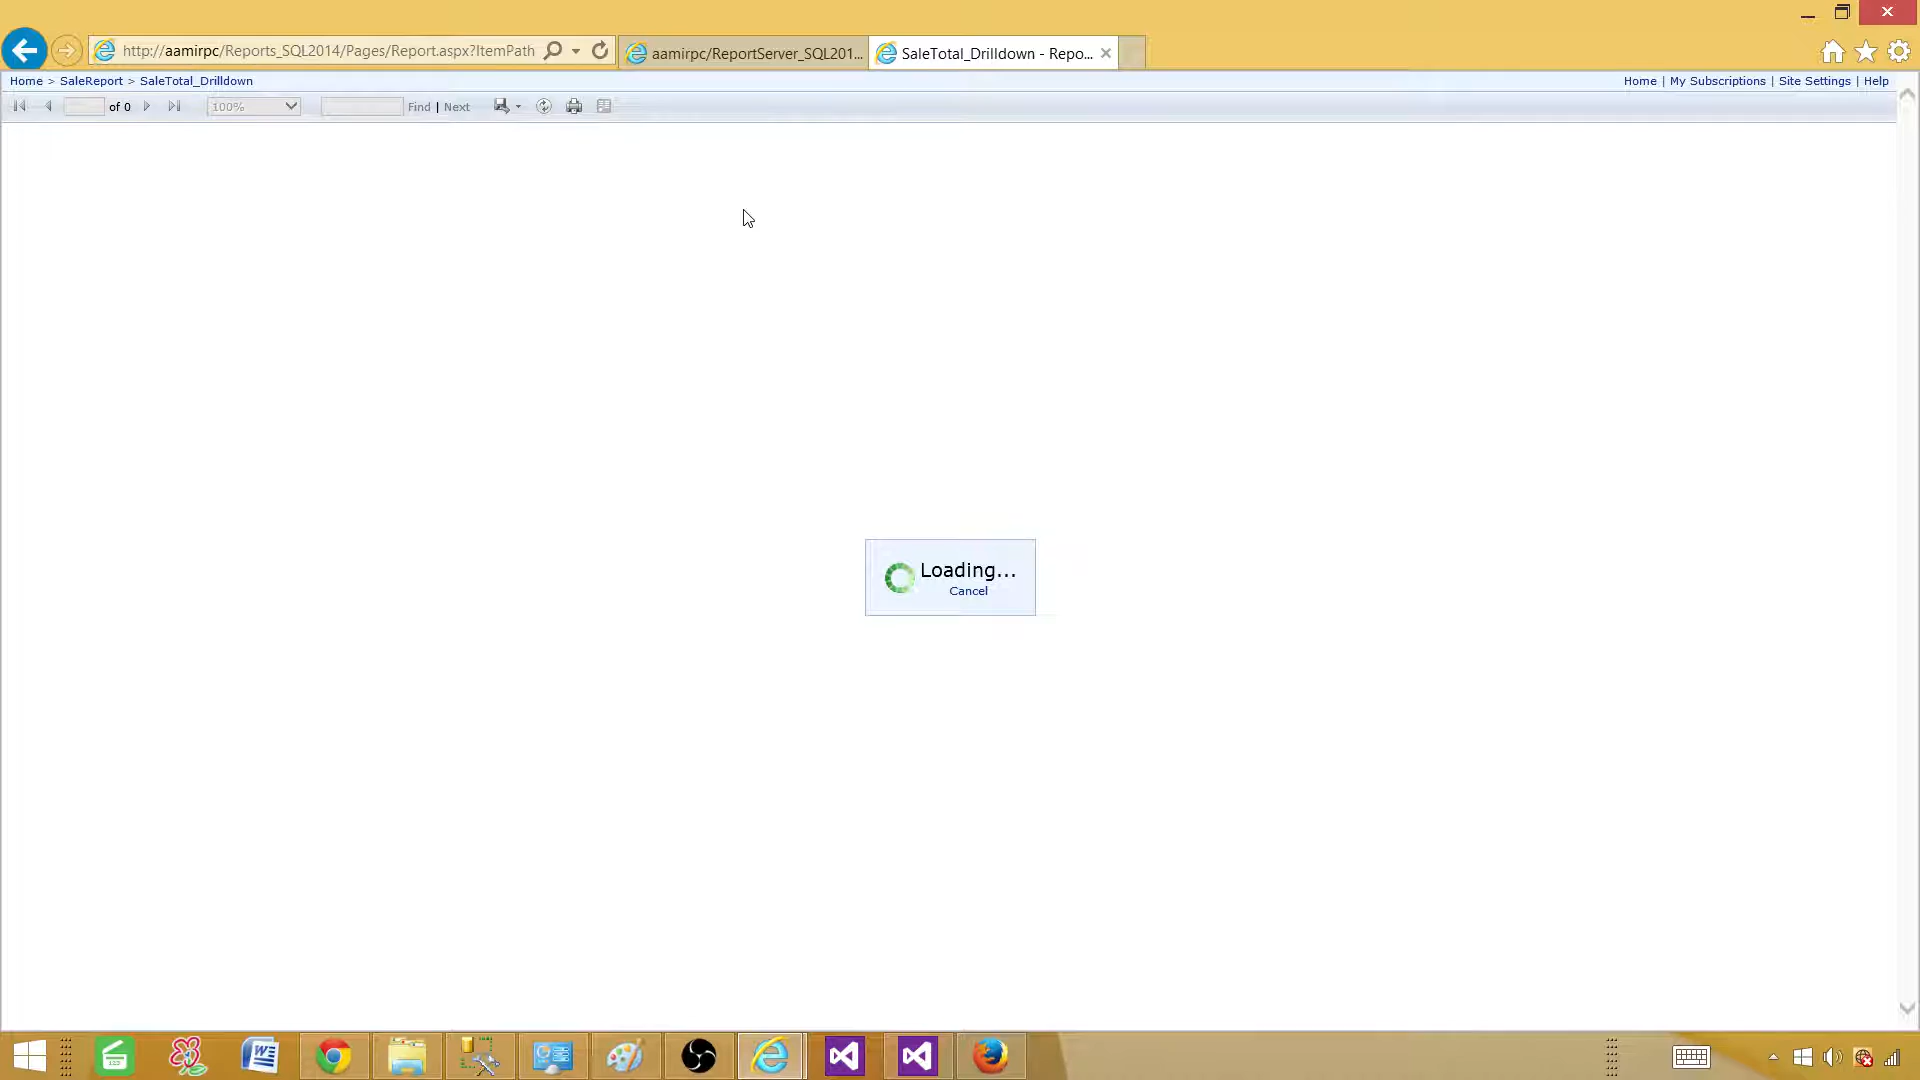 http://aamirpc/Reports_SQL2014/Pages/Report.aspx?ItemPath
aamirpc/ReportServer_SQL201...
SaleTotal_Drilldown - Repo...
Home > SaleReport > SaleTotal_Drilldown
Home | My Subscriptions | Site Settings | Help
of 0
100%
Find | Next
Loading...
Cancel